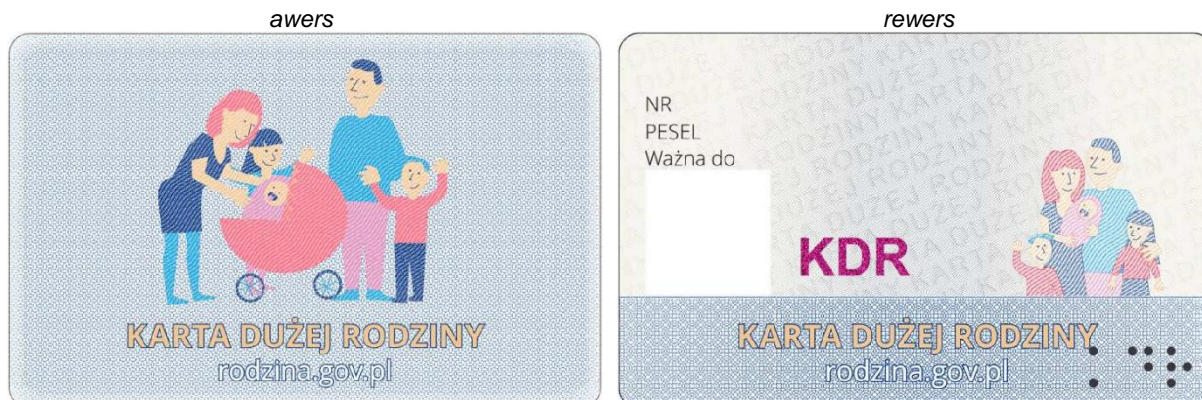 awers
KARTA DUŻEJ RODZINY
rodzina.gov.pl
rewers
NR
PESEL
Ważna do
KDR
KARTA DUŻEJ RODZINY
rodzina.gov.pl